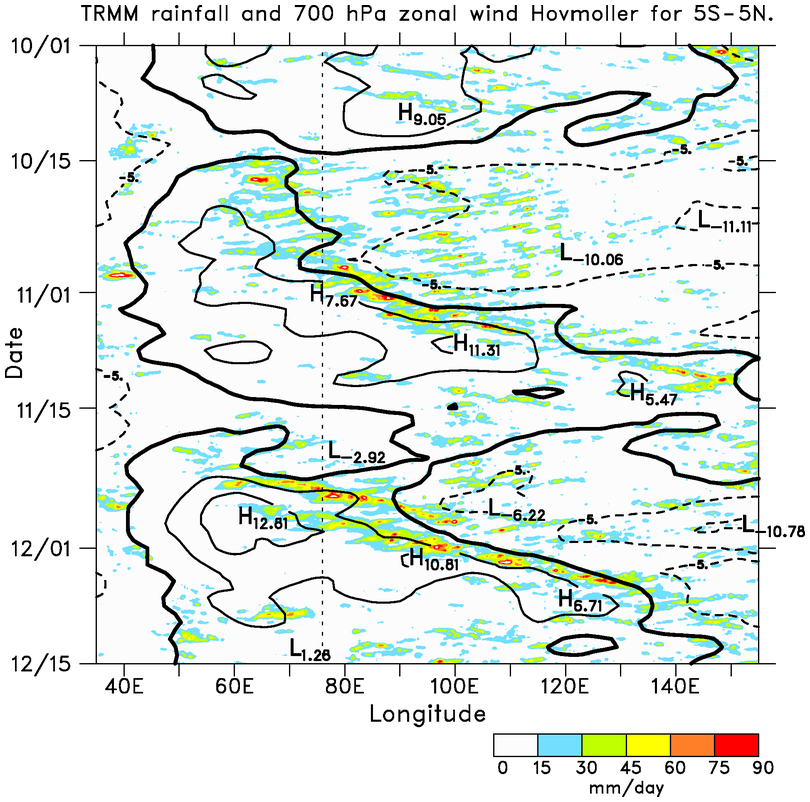 TRMM rainfall and 700 hPa zonal wind Hovmoller for 5S-5N.
10/01
H9.05
10/15
-5. -5. -5.
-5.
L-11.11
L-10.06
-5.
-5.
11/01
H7.67
H11.31
Date
-5.
H5.47
11/15
L-2.92
-5.
L-6.22
H12.81
-5.
L-10.78
12/01
H10.81
-5.
H6.71
L1.26
12/15
40E 60E 80E 100E 120E 140E
Longitude
0 15 30 45 60 75 90
mm/day